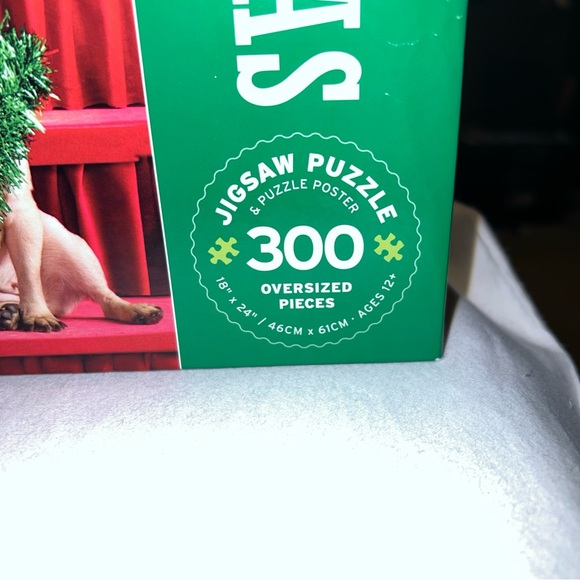 JIGSAW PUZZLE
& PUZZLE POSTER
300
OVERSIZED
PIECES
18" x 24" / 46CM x 61CM · AGES 12+